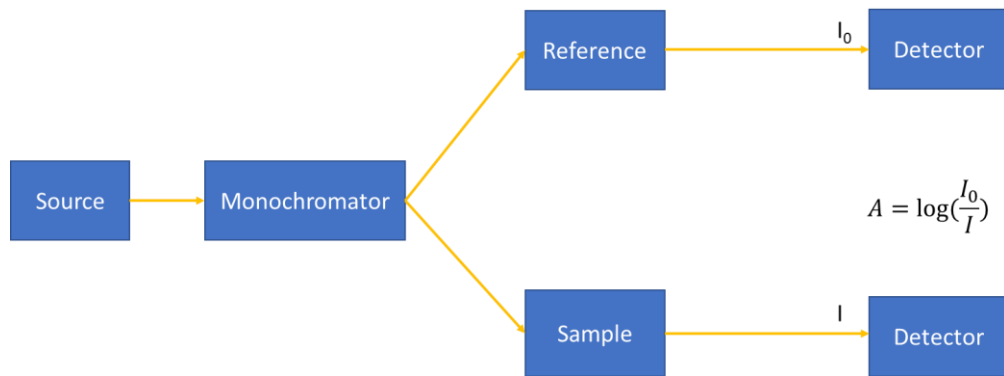 I₀
Reference
Detector
Source
Monochromator
A = log(I₀/I)
I
Sample
Detector